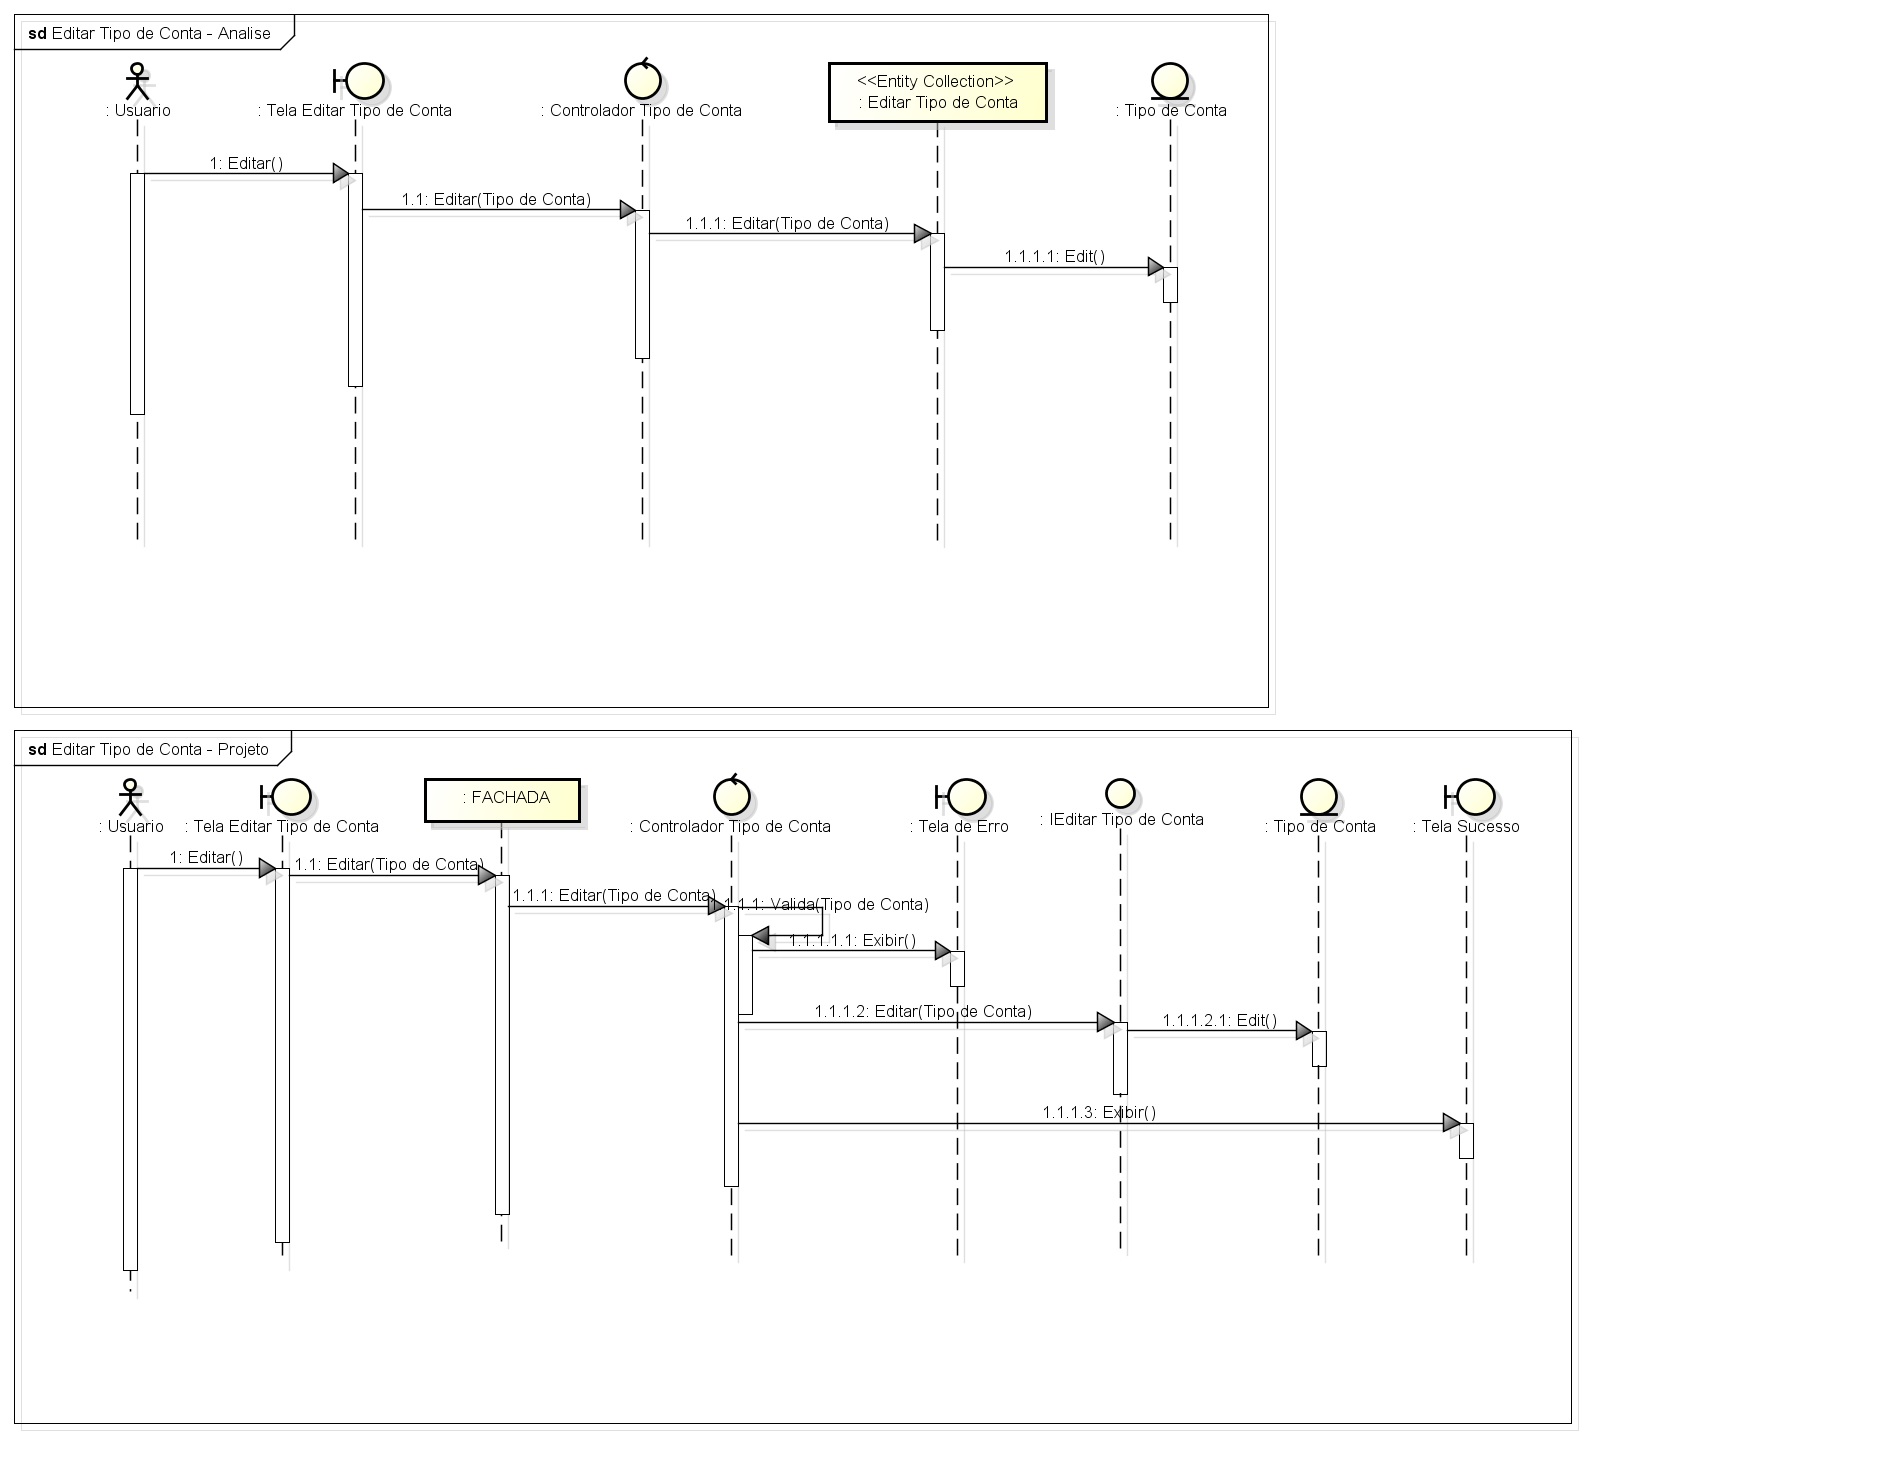 sd Editar Tipo de Conta - Analise
: Usuario
: Tela Editar Tipo de Conta
: Controlador Tipo de Conta
<<Entity Collection>>
: Editar Tipo de Conta
: Tipo de Conta
1: Editar()
1.1: Editar(Tipo de Conta)
1.1.1: Editar(Tipo de Conta)
1.1.1.1: Edit()
sd Editar Tipo de Conta - Projeto
: Usuario
: Tela Editar Tipo de Conta
: FACHADA
: Controlador Tipo de Conta
: Tela de Erro
: IEditar Tipo de Conta
: Tipo de Conta
: Tela Sucesso
1: Editar()
1.1: Editar(Tipo de Conta)
1.1.1: Editar(Tipo de Conta)
1.1.1: Valida(Tipo de Conta)
1.1.1.1.1: Exibir()
1.1.1.2: Editar(Tipo de Conta)
1.1.1.2.1: Edit()
1.1.1.3: Exibir()